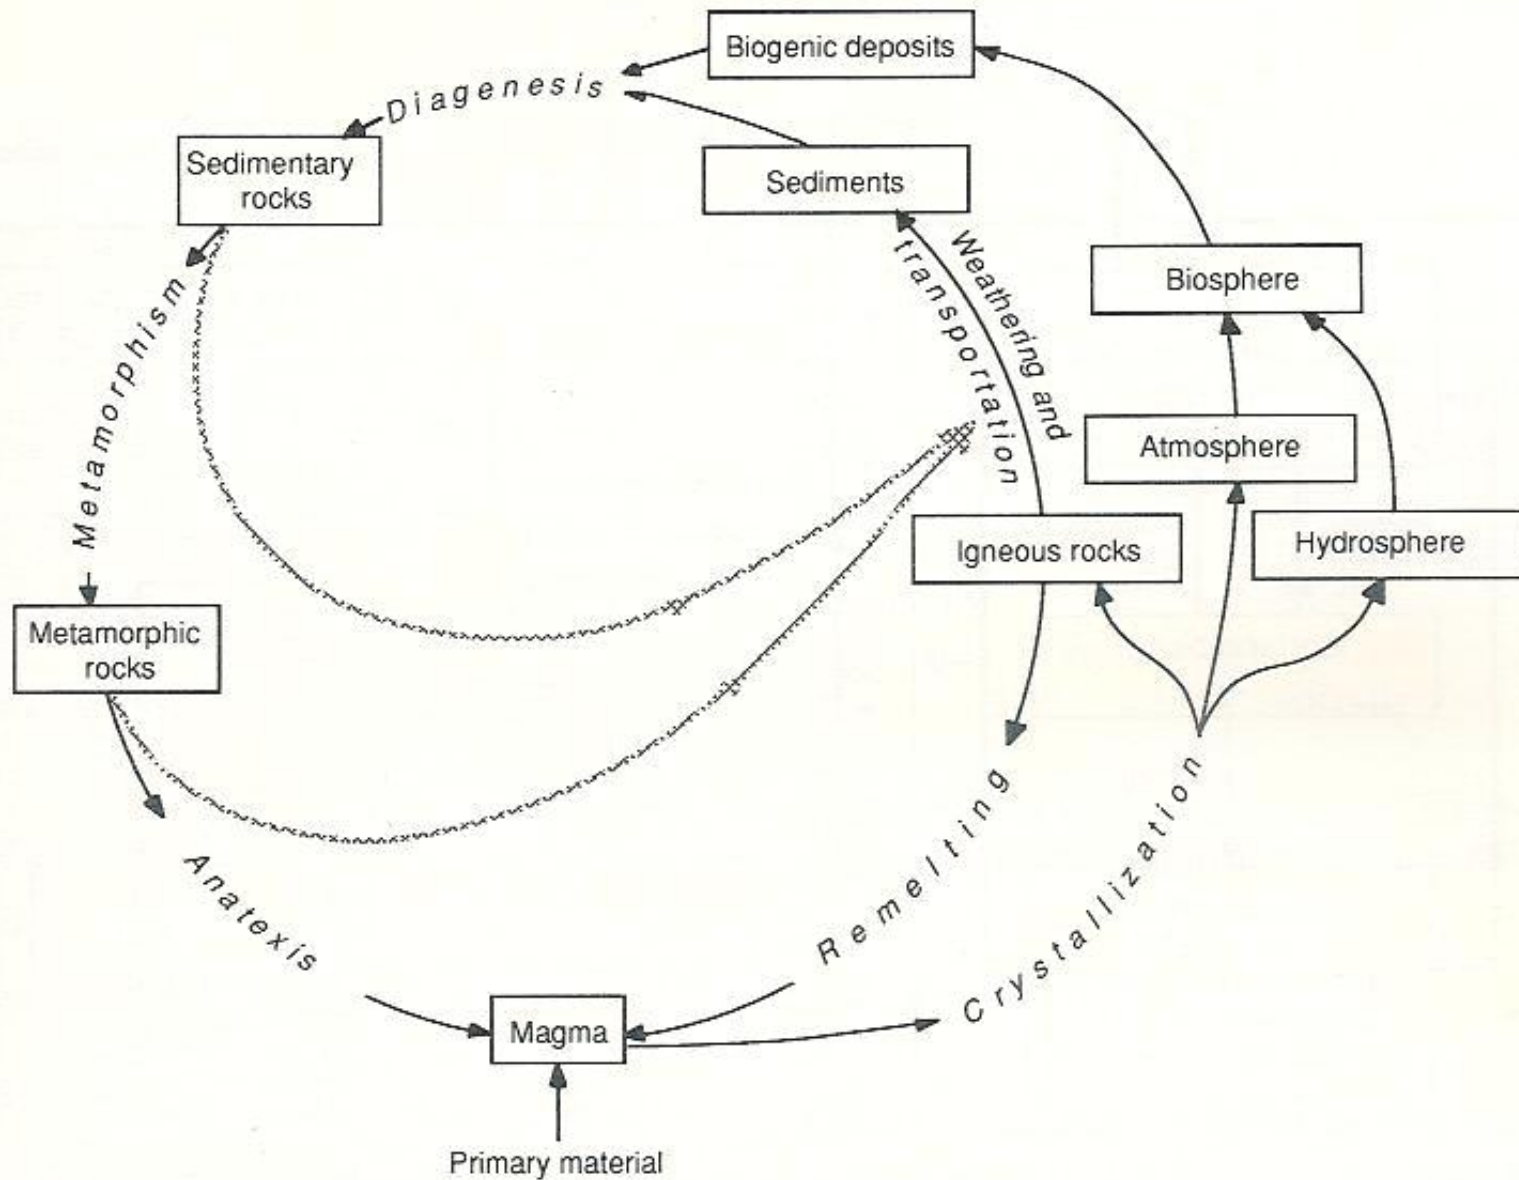 Biogenic deposits
Diagenesis
Sedimentary
rocks
Sediments
Weathering and
transportation
Biosphere
Metamorphism
Atmosphere
Igneous rocks
Hydrosphere
Metamorphic
rocks
Anatexis
Remelting
Crystallization
Magma
Primary material